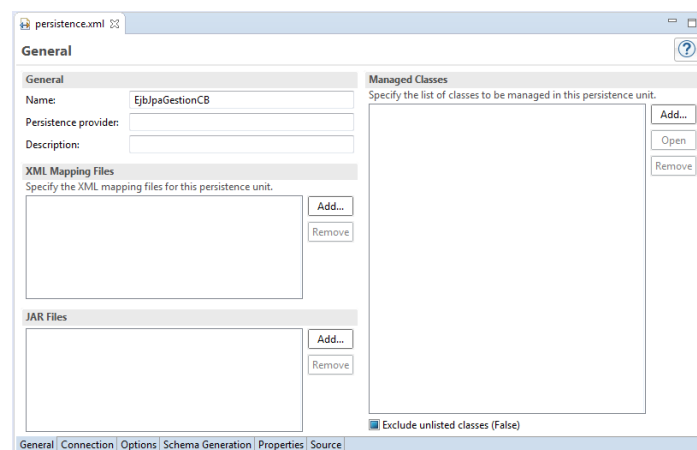 persistence.xml
General
General
Name:
EjbJpaGestionCB
Persistence provider:
Description:
XML Mapping Files
Specify the XML mapping files for this persistence unit.
Add...
Remove
JAR Files
Add...
Remove
Managed Classes
Specify the list of classes to be managed in this persistence unit.
Add...
Open
Remove
Exclude unlisted classes (False)
General Connection Options Schema Generation Properties Source